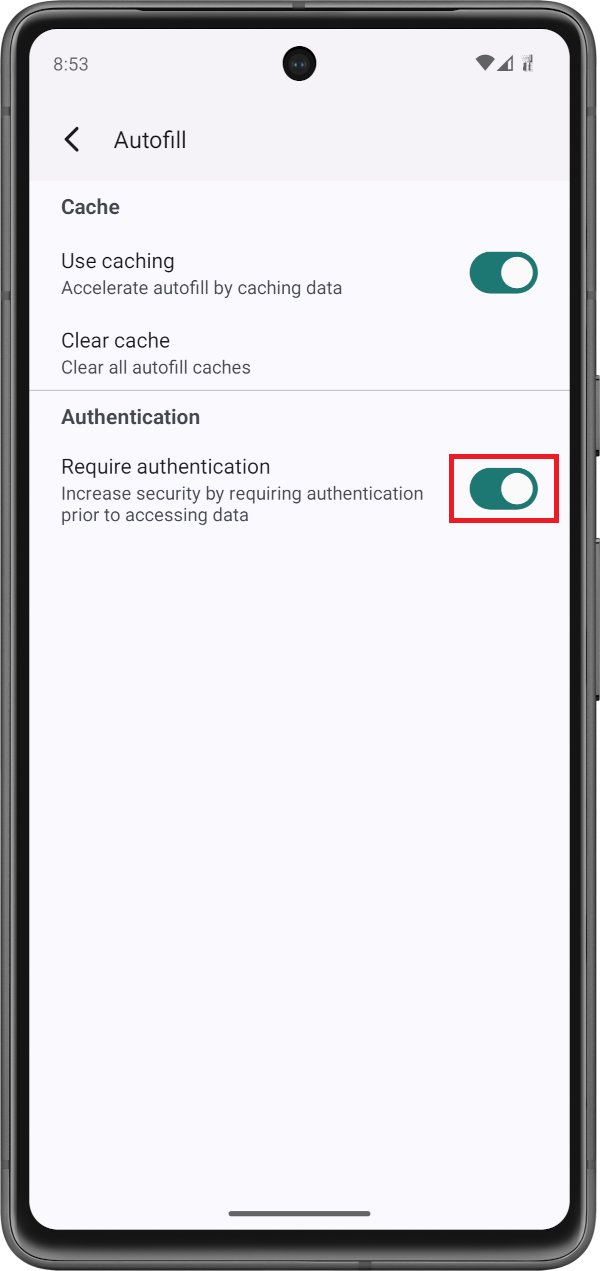 8:53
Autofill
Cache
Use caching
Accelerate autofill by caching data
Clear cache
Clear all autofill caches
Authentication
Require authentication
Increase security by requiring authentication
prior to accessing data